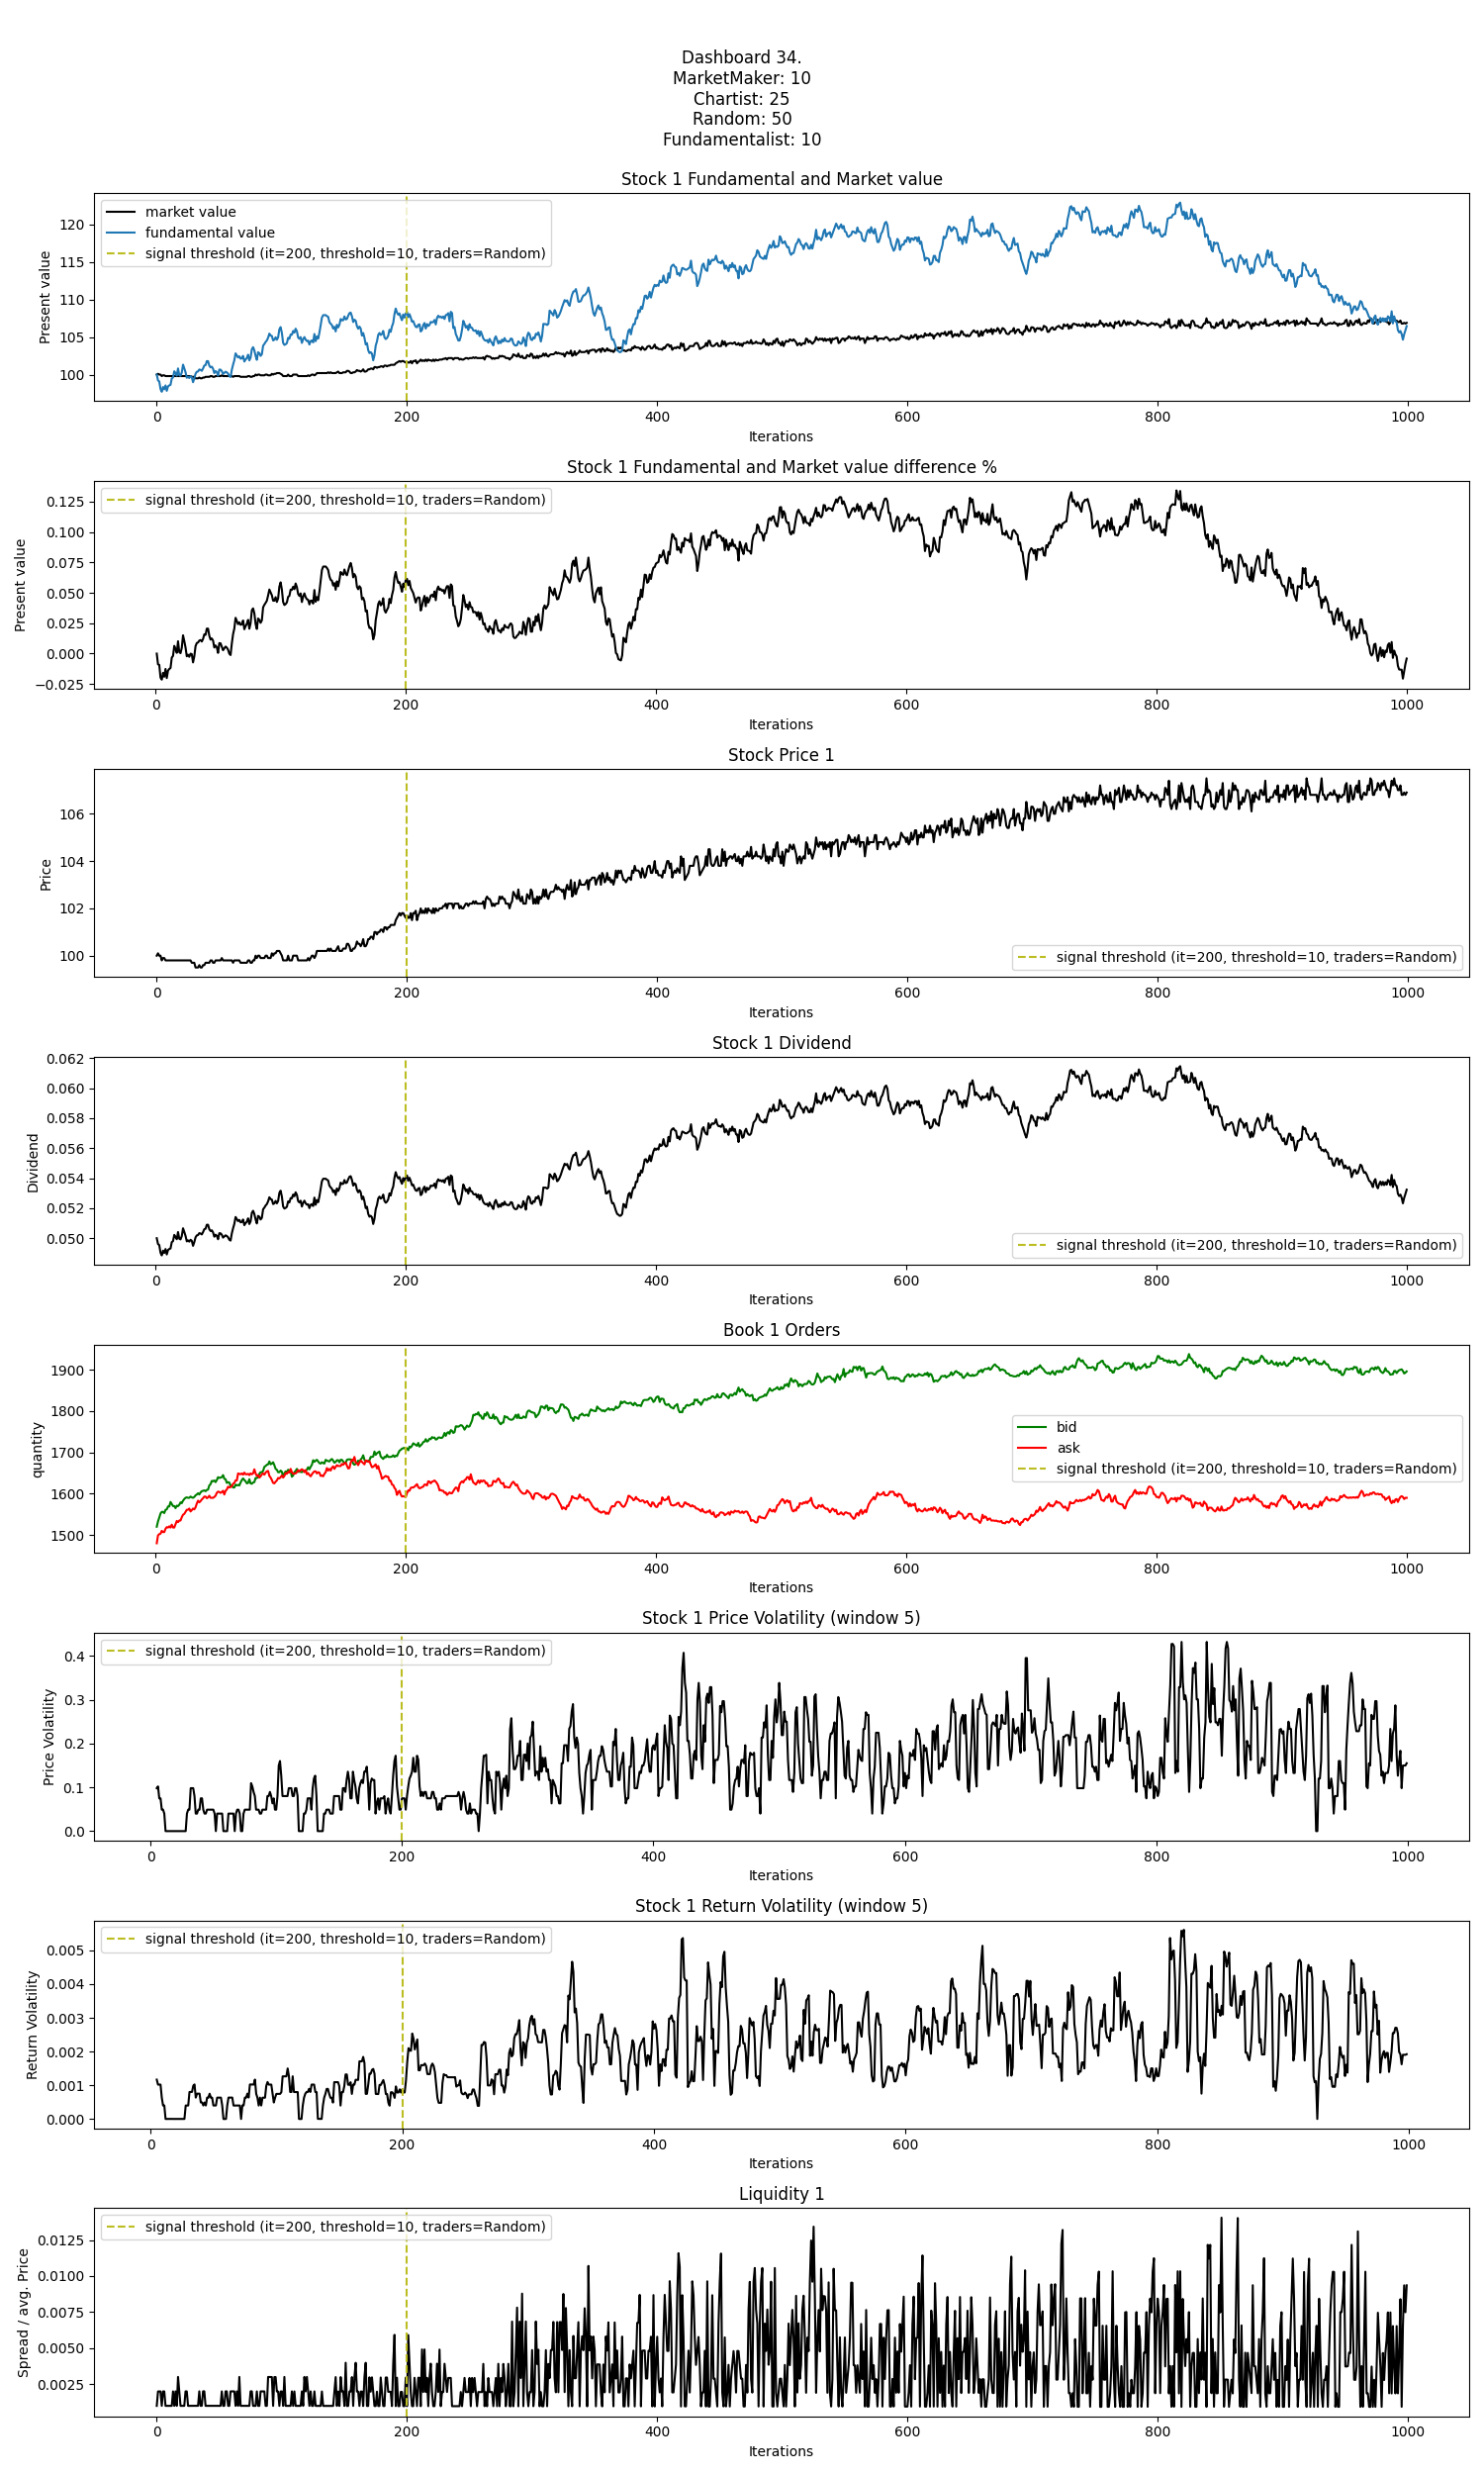 Dashboard 34.
MarketMaker: 10
Chartist: 25
Random: 50
Fundamentalist: 10
Stock 1 Fundamental and Market value
market value
fundamental value
signal threshold (it=200, threshold=10, traders=Random)
Present value
120
115
110
105
100
0 200 400 600 800 1000
Iterations
Stock 1 Fundamental and Market value difference %
signal threshold (it=200, threshold=10, traders=Random)
Present value
0.125
0.100
0.075
0.050
0.025
0.000
−0.025
0 200 400 600 800 1000
Iterations
Stock Price 1
Price
106
104
102
100
signal threshold (it=200, threshold=10, traders=Random)
0 200 400 600 800 1000
Iterations
Stock 1 Dividend
Dividend
0.062
0.060
0.058
0.056
0.054
0.052
0.050
signal threshold (it=200, threshold=10, traders=Random)
0 200 400 600 800 1000
Iterations
Book 1 Orders
quantity
1900
1800
1700
1600
1500
bid
ask
signal threshold (it=200, threshold=10, traders=Random)
0 200 400 600 800 1000
Iterations
Stock 1 Price Volatility (window 5)
signal threshold (it=200, threshold=10, traders=Random)
Price Volatility
0.4
0.3
0.2
0.1
0.0
0 200 400 600 800 1000
Iterations
Stock 1 Return Volatility (window 5)
signal threshold (it=200, threshold=10, traders=Random)
Return Volatility
0.005
0.004
0.003
0.002
0.001
0.000
0 200 400 600 800 1000
Iterations
Liquidity 1
signal threshold (it=200, threshold=10, traders=Random)
Spread / avg. Price
0.0125
0.0100
0.0075
0.0050
0.0025
0 200 400 600 800 1000
Iterations